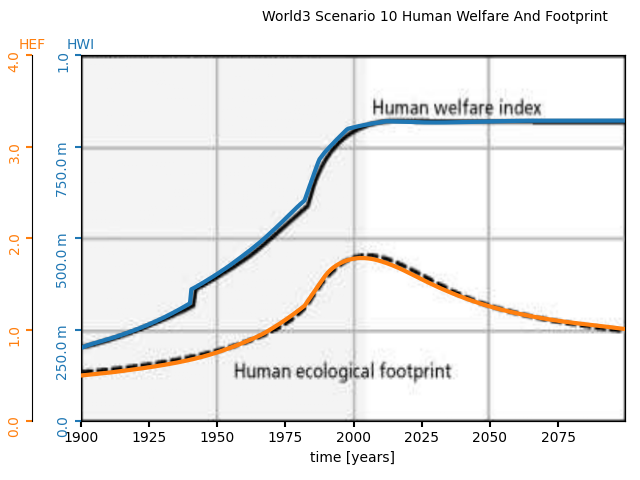 World3 Scenario 10 Human Welfare And Footprint
HEF HWI
4.0
3.0
2.0
1.0
0.0
1.0
750.0 m
500.0 m
250.0 m
0.0
Human welfare index
Human ecological footprint
1900 1925 1950 1975 2000 2025 2050 2075
time [years]